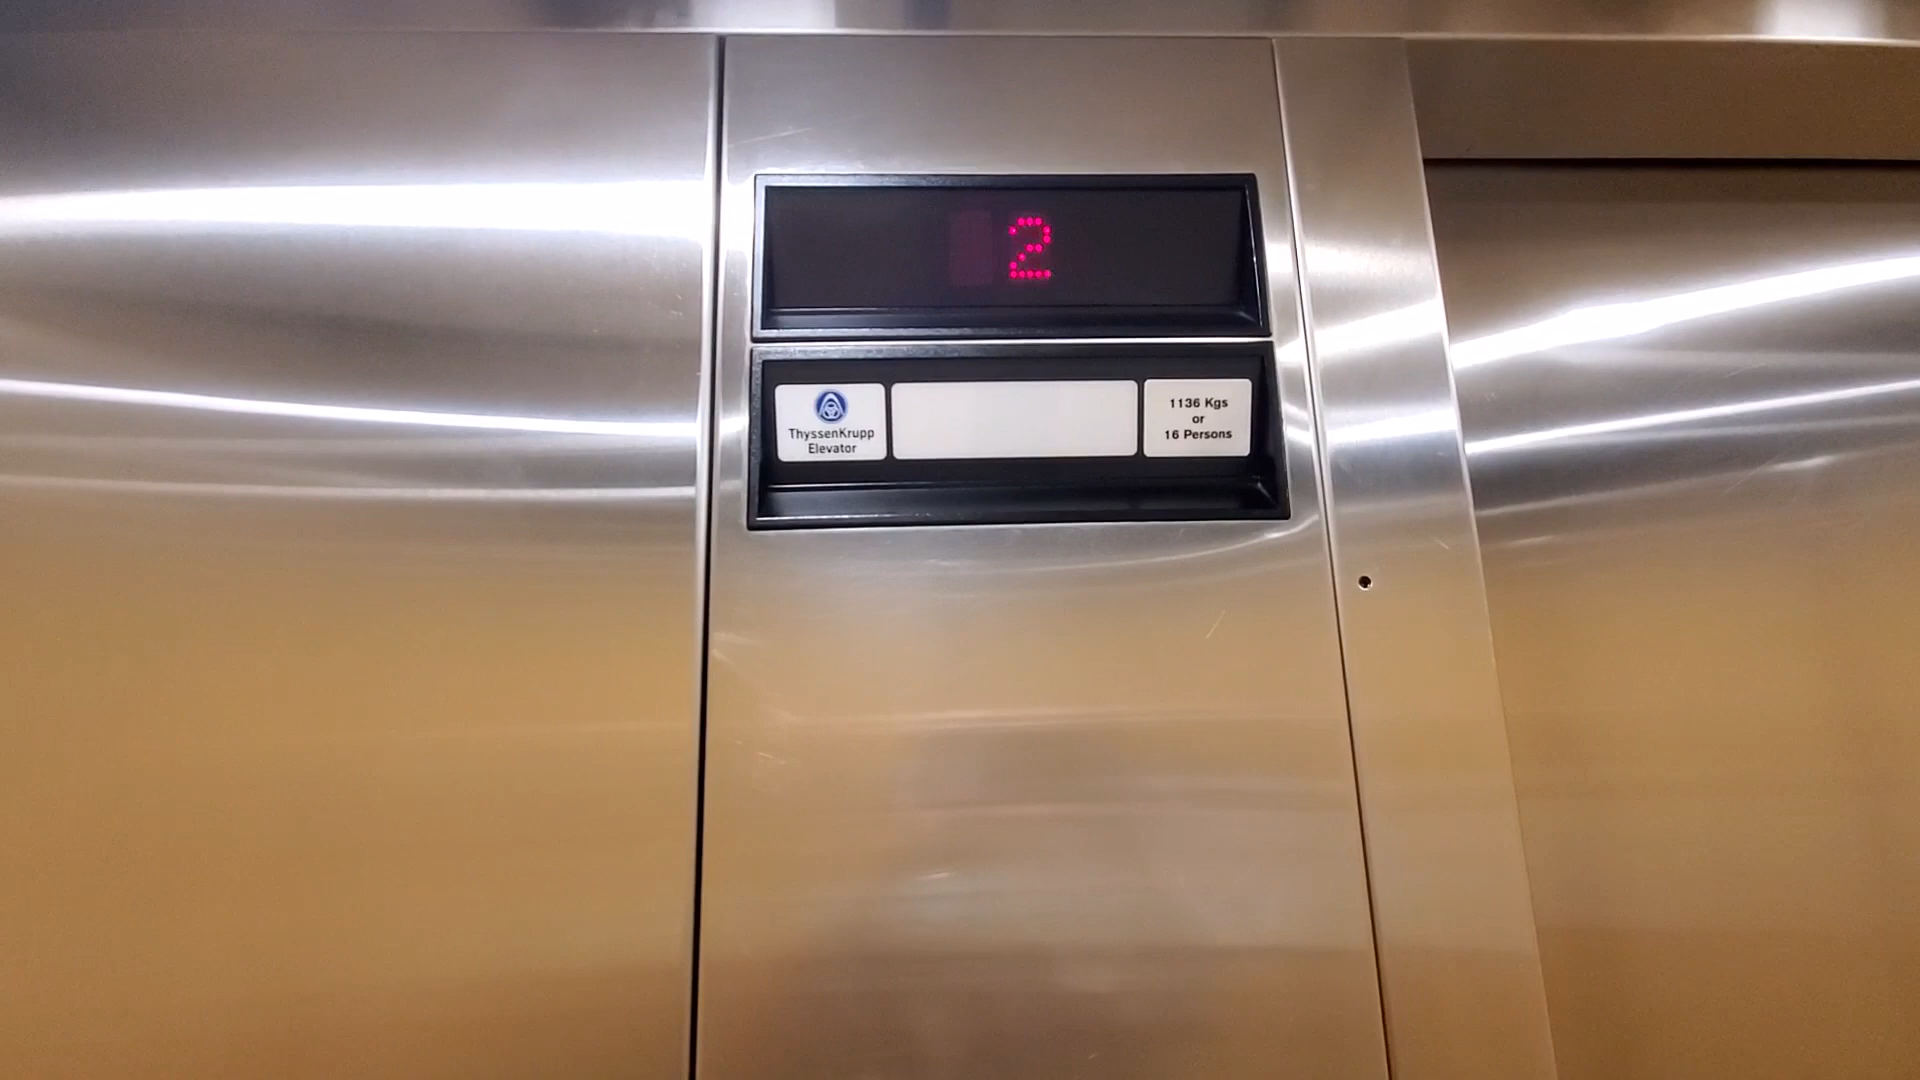 2
ThyssenKrupp
Elevator
1136 Kgs
or
16 Persons